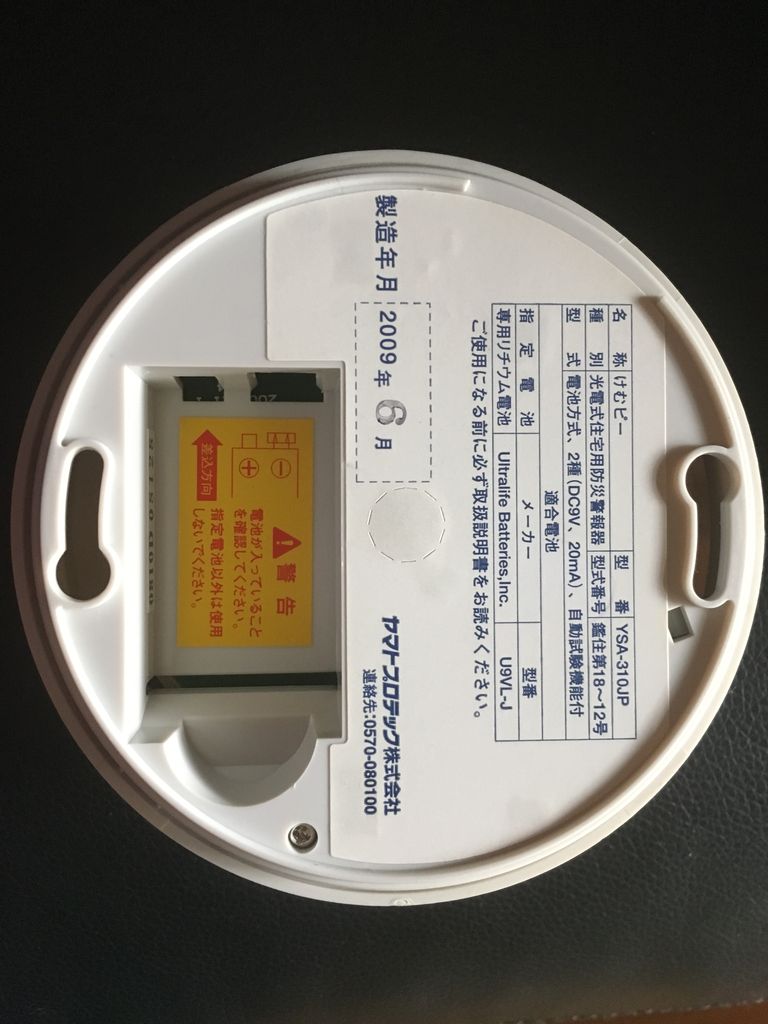 名称 けむピー 型番 YSA-310JP
種別 光電式住宅用防災警報器 型式番号 鑑住第18～12号
型式 電池方式、2種(DC9V、20mA)、自動試験機能付
適合電池
指定電池 メーカー 型番
専用リチウム電池 Ultralife Batteries,Inc. U9VL-J
ご使用になる前に必ず取扱説明書をお読みください。
製造年月 2009年 6月
ヤマトプロテック株式会社
連絡先:0570-080100
警告
電池が入っていること
を確認してください。
指定電池以外は使用
しないでください。
差込方向